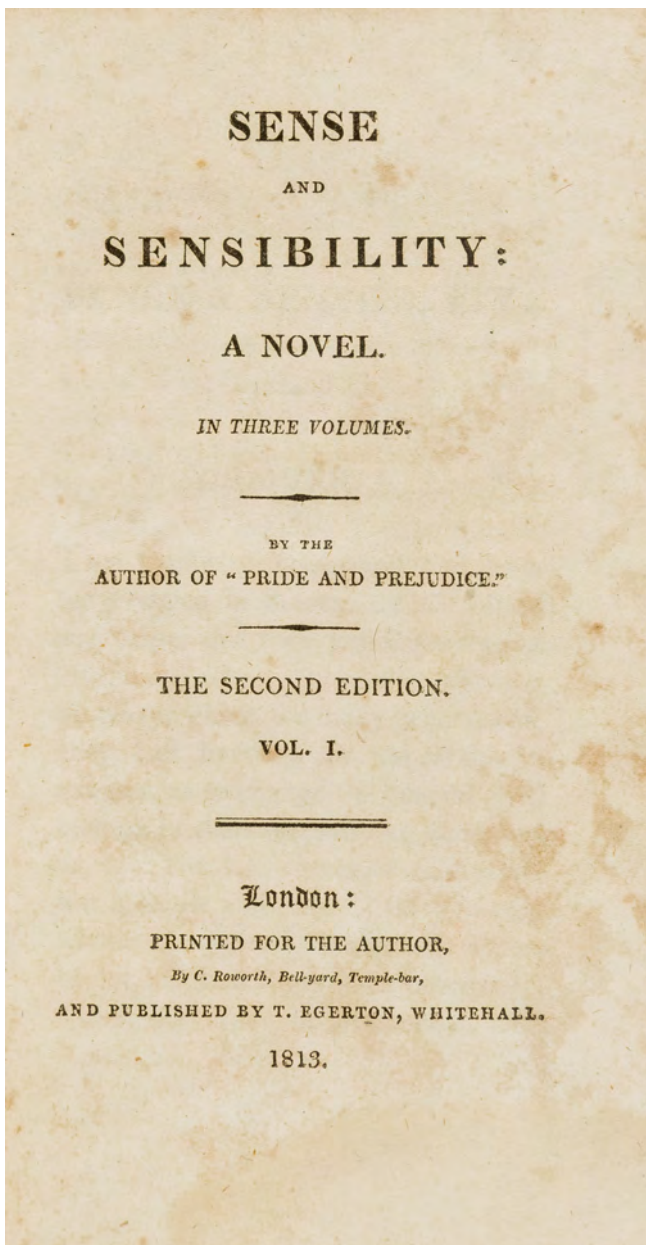 SENSE
AND
SENSIBILITY:
A NOVEL.
IN THREE VOLUMES.
BY THE
AUTHOR OF “ PRIDE AND PREJUDICE.”
THE SECOND EDITION.
VOL. I.
London:
PRINTED FOR THE AUTHOR,
By C. Roworth, Bell-yard, Temple-bar,
AND PUBLISHED BY T. EGERTON, WHITEHALL.
1813.